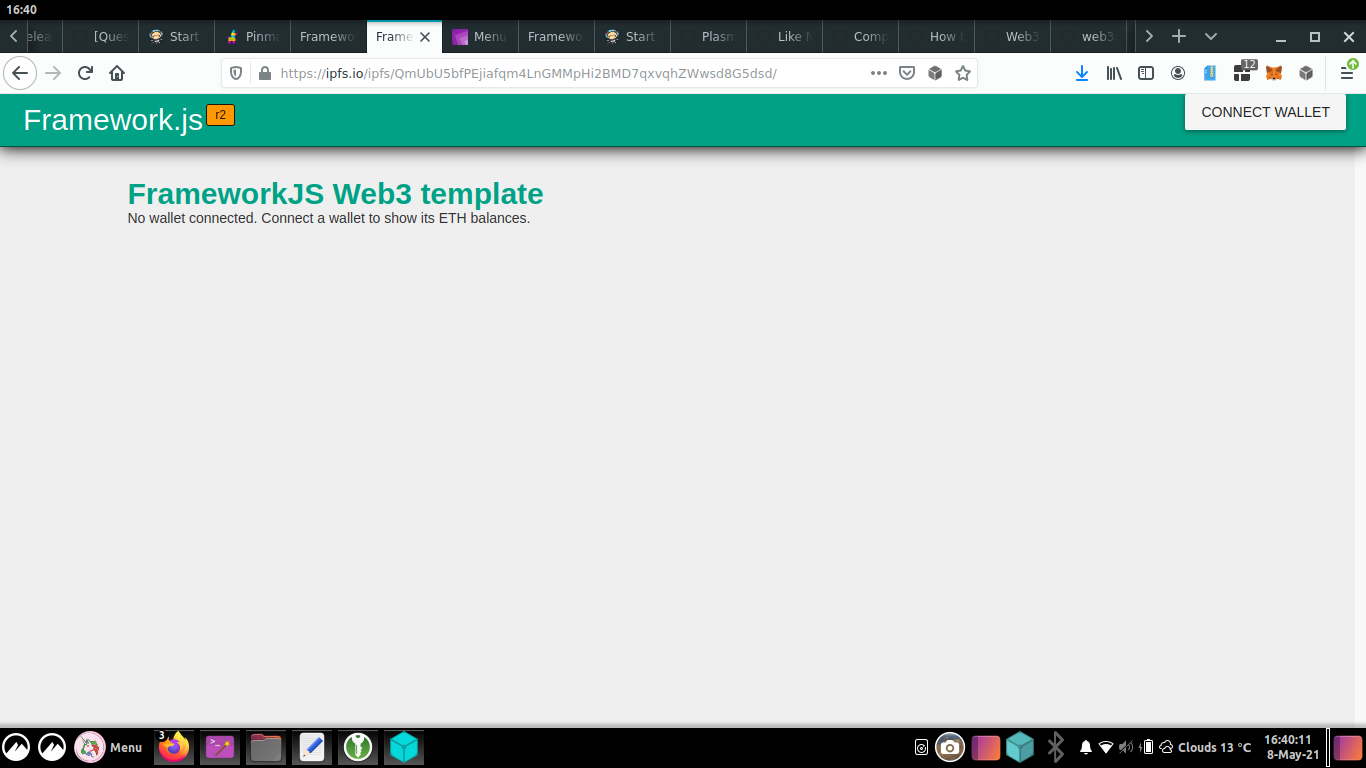 16:40
[Ques
Start
Pinma
Framewo
Frame
Menu
Framewo
Start
Plasm
Like M
Comp
How t
Web3
web3
https://ipfs.io/ipfs/QmUbU5bfPEjiafqm4LnGMMpHi2BMD7qxvqhZWwsd8G5dsd/
12
Framework.js r2
CONNECT WALLET
FrameworkJS Web3 template
No wallet connected. Connect a wallet to show its ETH balances.
Menu
3
Clouds 13 °C
16:40:11
8-May-21